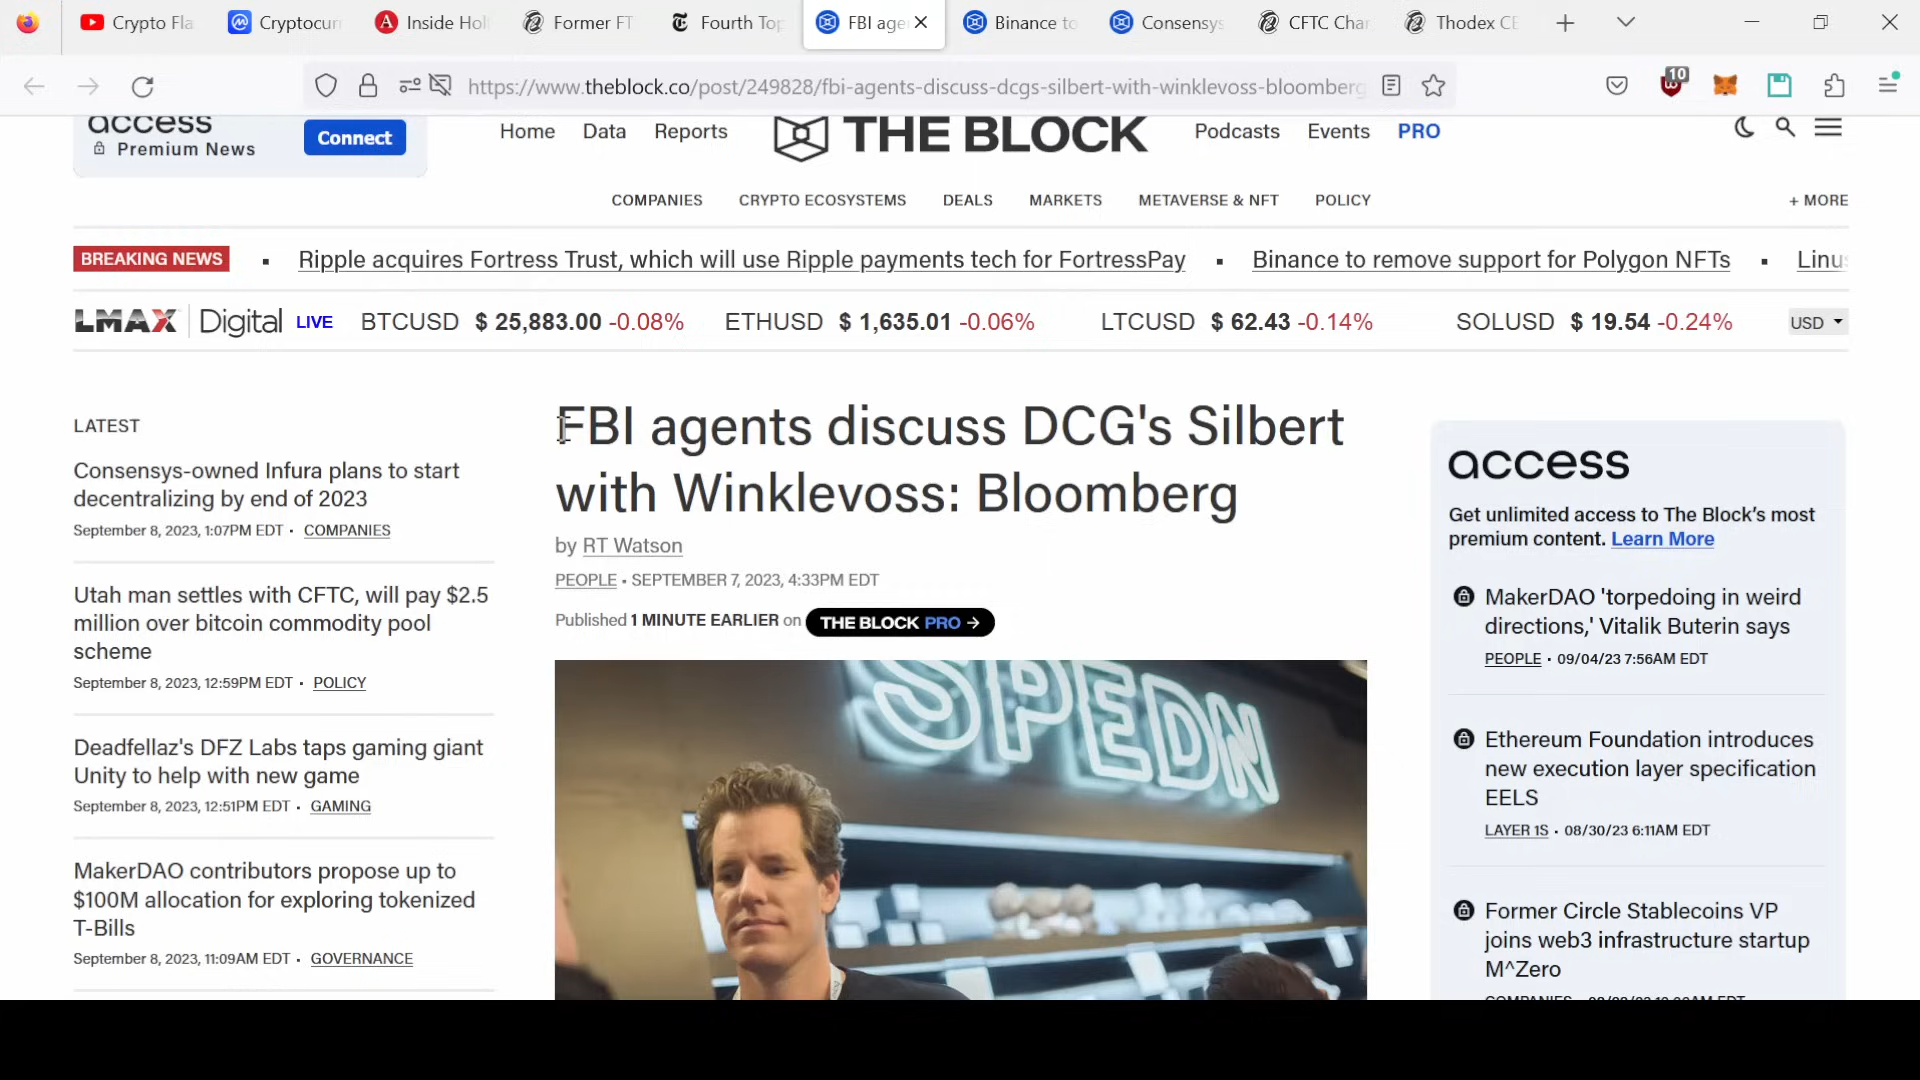 Crypto Fla
Cryptocur
Inside Hol
Former FT
Fourth Top
FBI age
Binance to
Consensys
CFTC Chai
Thodex CE
https://www.theblock.co/post/249828/fbi-agents-discuss-dcgs-silbert-with-winklevoss-bloomberg
10
access
Premium News
Connect
Home
Data
Reports
THE BLOCK
Podcasts
Events
PRO
COMPANIES
CRYPTO ECOSYSTEMS
DEALS
MARKETS
METAVERSE & NFT
POLICY
+ MORE
BREAKING NEWS
Ripple acquires Fortress Trust, which will use Ripple payments tech for FortressPay
Binance to remove support for Polygon NFTs
Linus
LMAX Digital LIVE
BTCUSD $ 25,883.00 -0.08%
ETHUSD $ 1,635.01 -0.06%
LTCUSD $ 62.43 -0.14%
SOLUSD $ 19.54 -0.24%
USD
LATEST
Consensys-owned Infura plans to start
decentralizing by end of 2023
September 8, 2023, 1:07PM EDT • COMPANIES
Utah man settles with CFTC, will pay $2.5
million over bitcoin commodity pool
scheme
September 8, 2023, 12:59PM EDT • POLICY
Deadfellaz's DFZ Labs taps gaming giant
Unity to help with new game
September 8, 2023, 12:51PM EDT • GAMING
MakerDAO contributors propose up to
$100M allocation for exploring tokenized
T-Bills
September 8, 2023, 11:09AM EDT • GOVERNANCE
FBI agents discuss DCG's Silbert
with Winklevoss: Bloomberg
by RT Watson
PEOPLE • SEPTEMBER 7, 2023, 4:33PM EDT
Published 1 MINUTE EARLIER on THE BLOCK PRO →
SPEDN
access
Get unlimited access to The Block's most
premium content. Learn More
MakerDAO 'torpedoing in weird
directions,' Vitalik Buterin says
PEOPLE • 09/04/23 7:56AM EDT
Ethereum Foundation introduces
new execution layer specification
EELS
LAYER 1S • 08/30/23 6:11AM EDT
Former Circle Stablecoins VP
joins web3 infrastructure startup
M^Zero